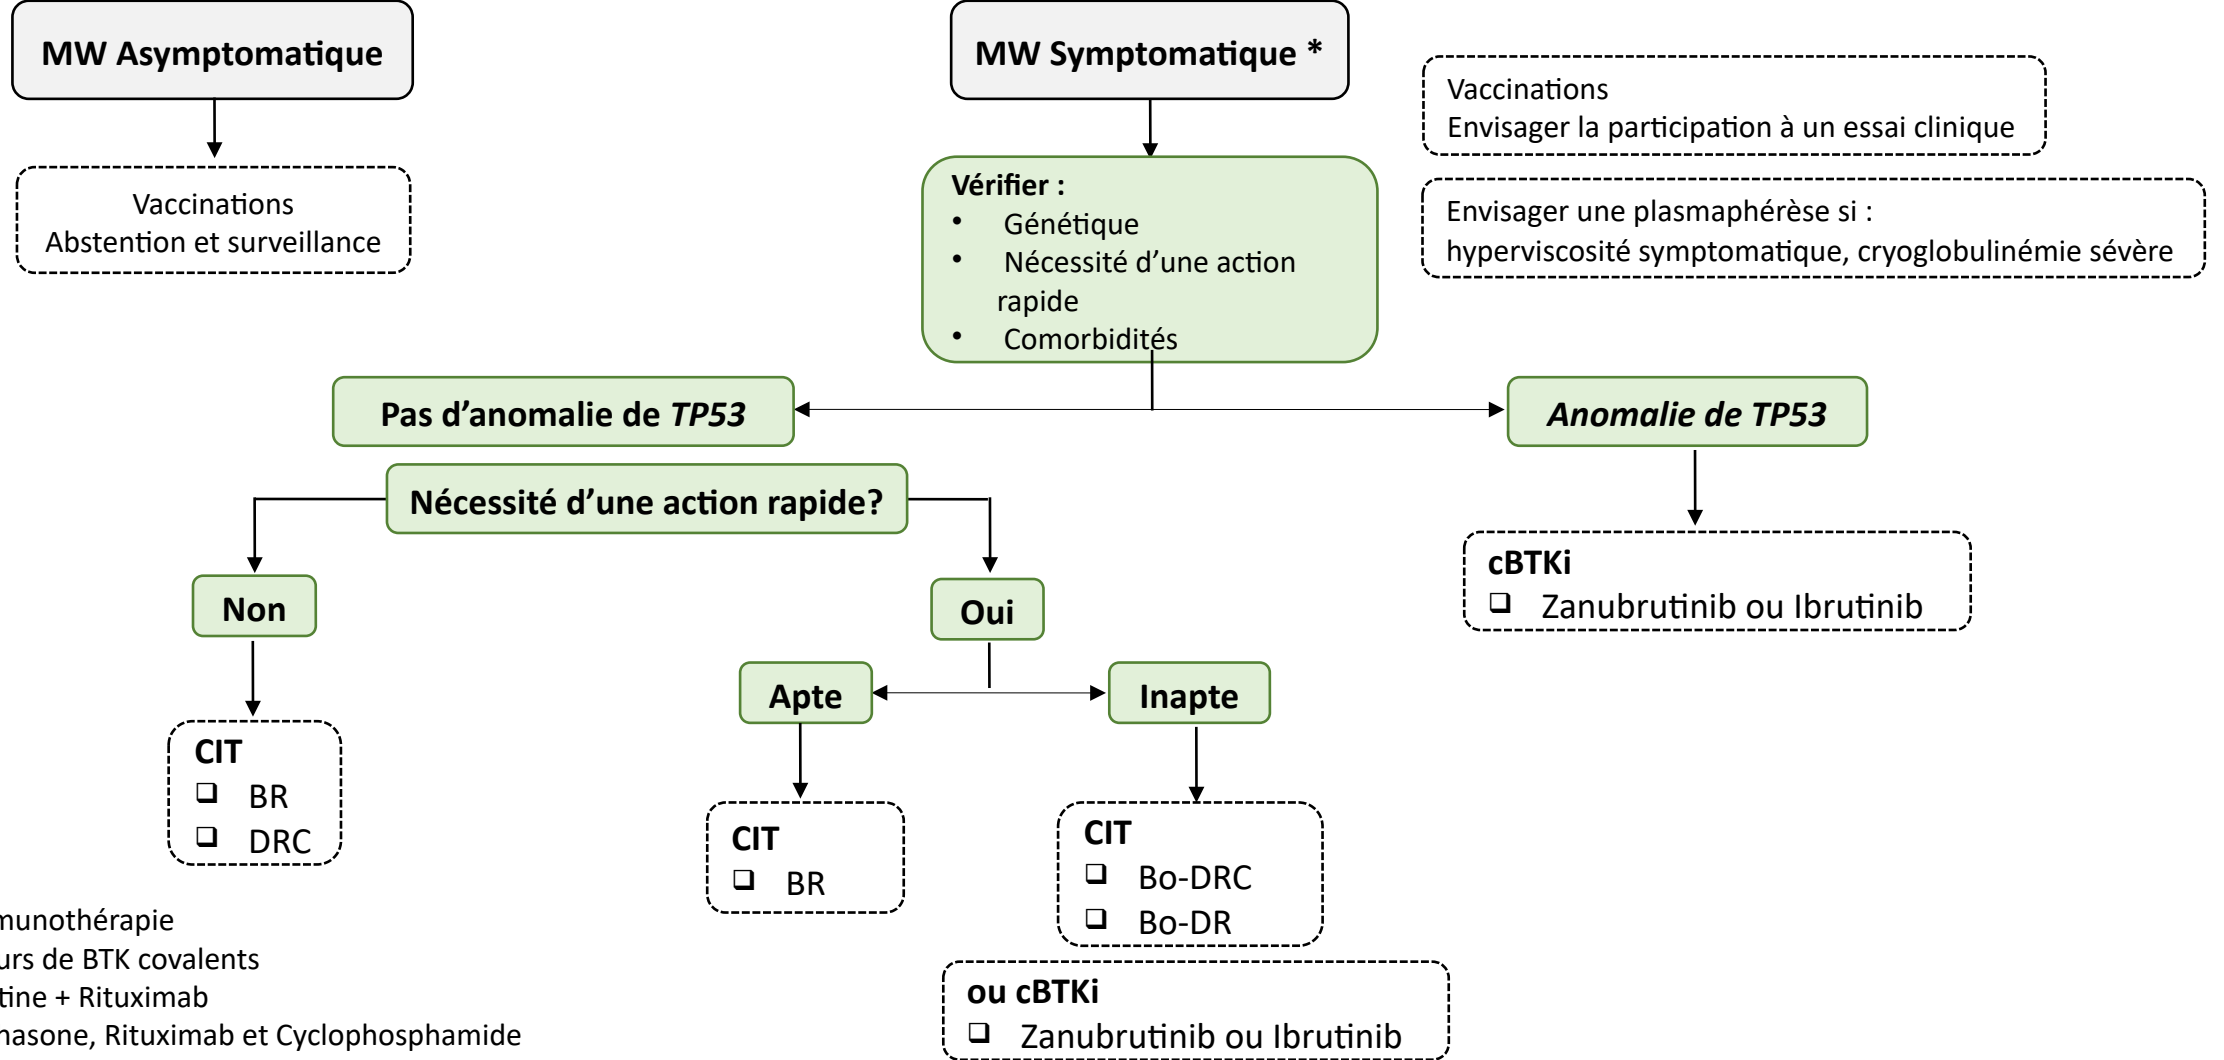 MW Asymptomatique
MW Symptomatique *
Vaccinations
Envisager la participation à un essai clinique
Vaccinations
Abstention et surveillance
Vérifier :
• Génétique
• Nécessité d’une action
rapide
• Comorbidités
Envisager une plasmaphérèse si :
hyperviscosité symptomatique, cryoglobulinémie sévère
Pas d’anomalie de TP53
Anomalie de TP53
Nécessité d’une action rapide?
cBTKi
❑ Zanubrutinib ou Ibrutinib
Non
Oui
Apte
Inapte
CIT
❑ BR
❑ DRC
CIT
❑ BR
CIT
❑ Bo-DRC
❑ Bo-DR
ou cBTKi
❑ Zanubrutinib ou Ibrutinib
munothérapie
urs de BTK covalents
tine + Rituximab
hasone, Rituximab et Cyclophosphamide